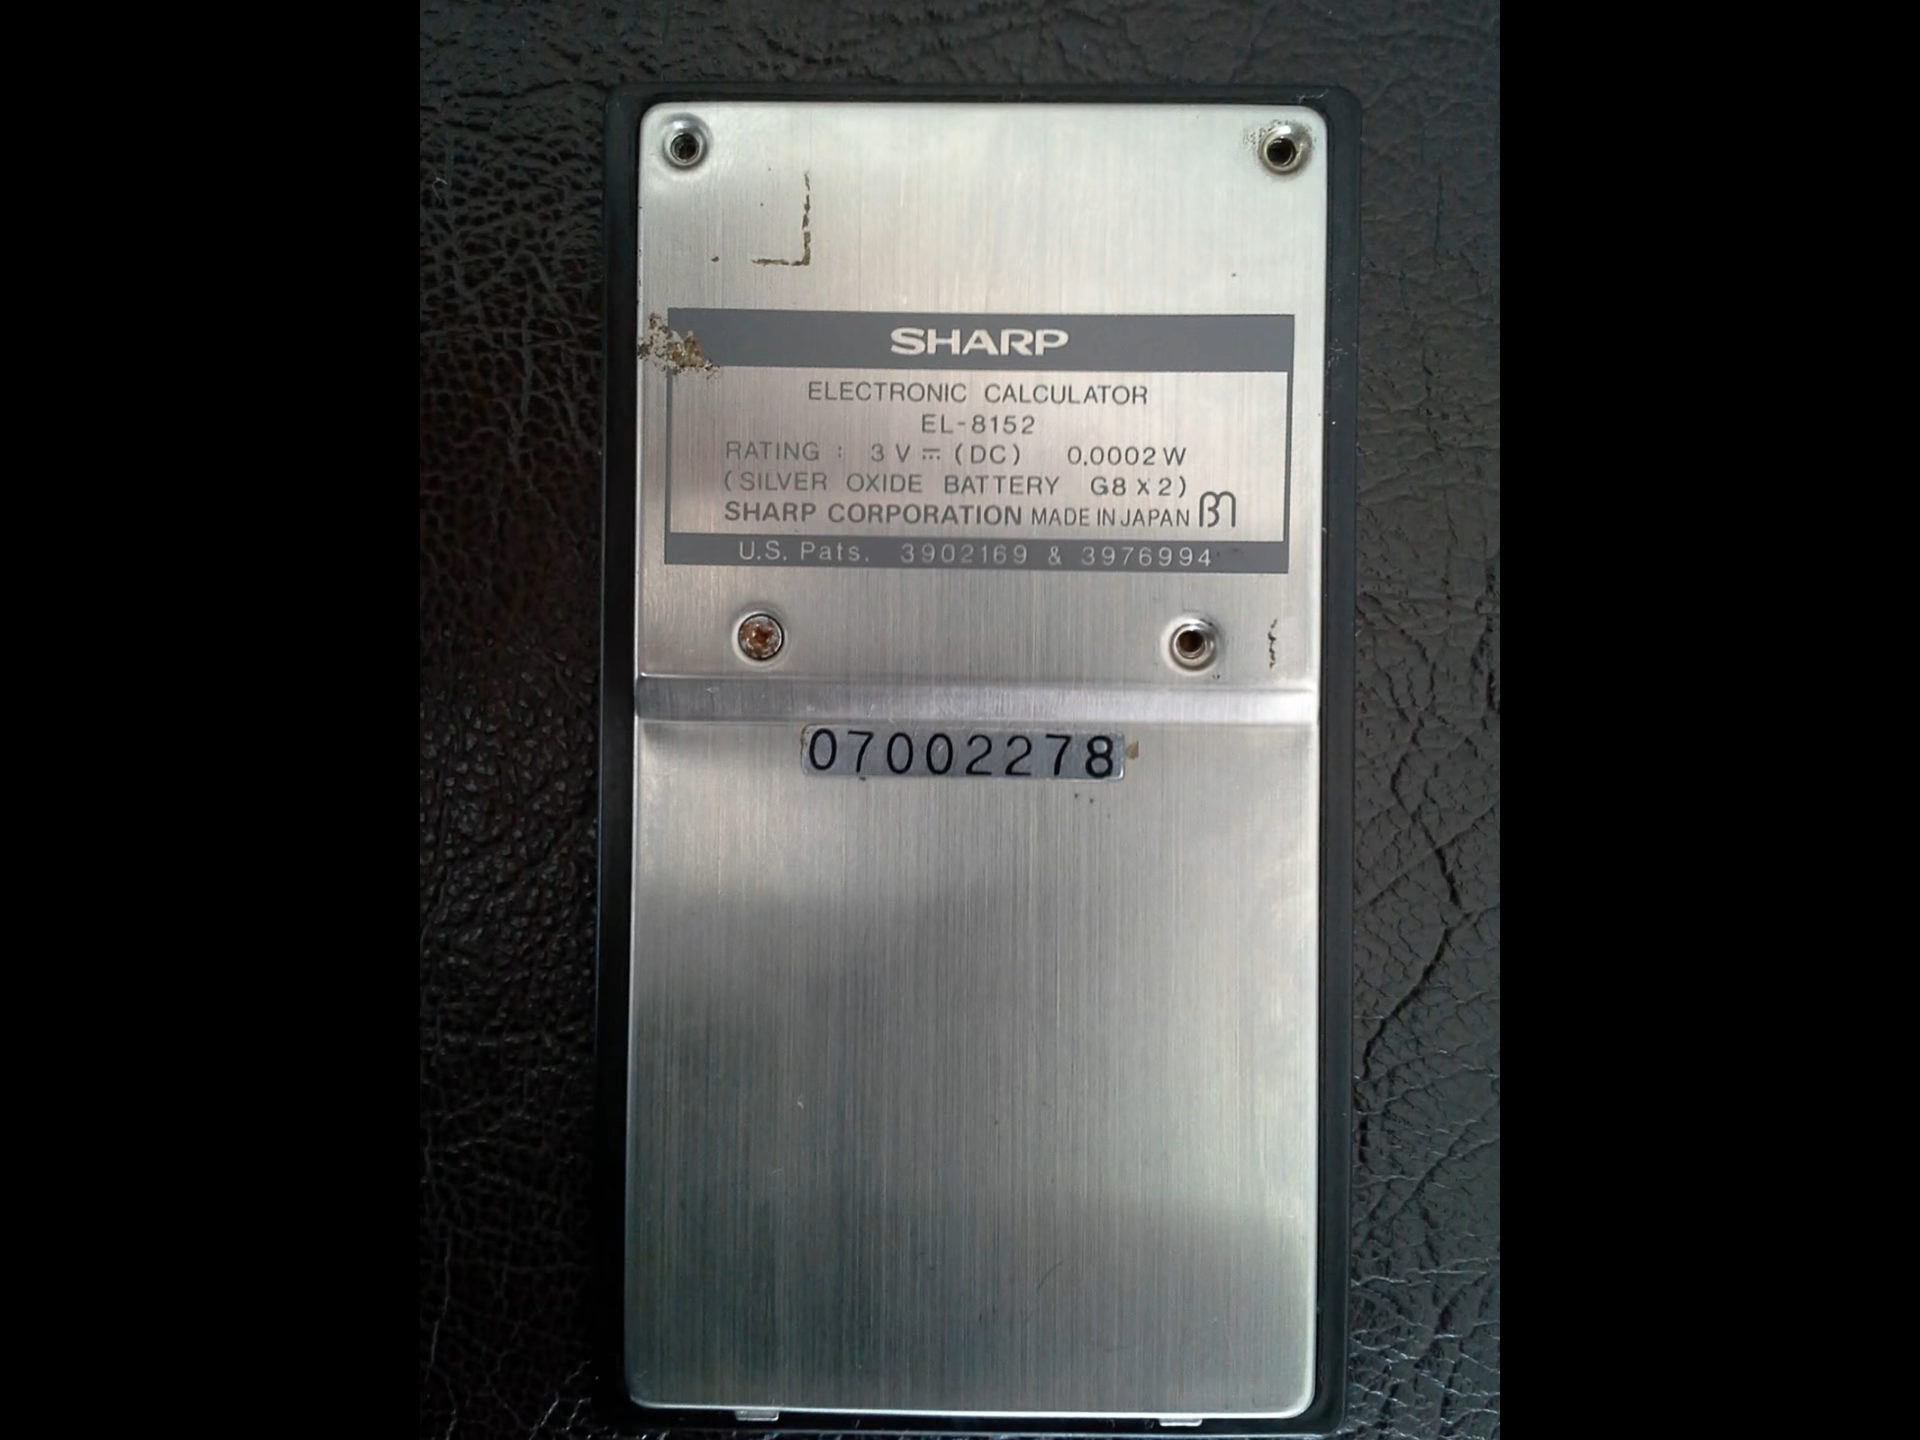 SHARP
ELECTRONIC CALCULATOR
EL-8152
RATING : 3 V ⎓ (DC) 0.0002 W
(SILVER OXIDE BATTERY G8 X 2)
SHARP CORPORATION MADE IN JAPAN
U.S. Pats. 3902169 & 3976994
07002278